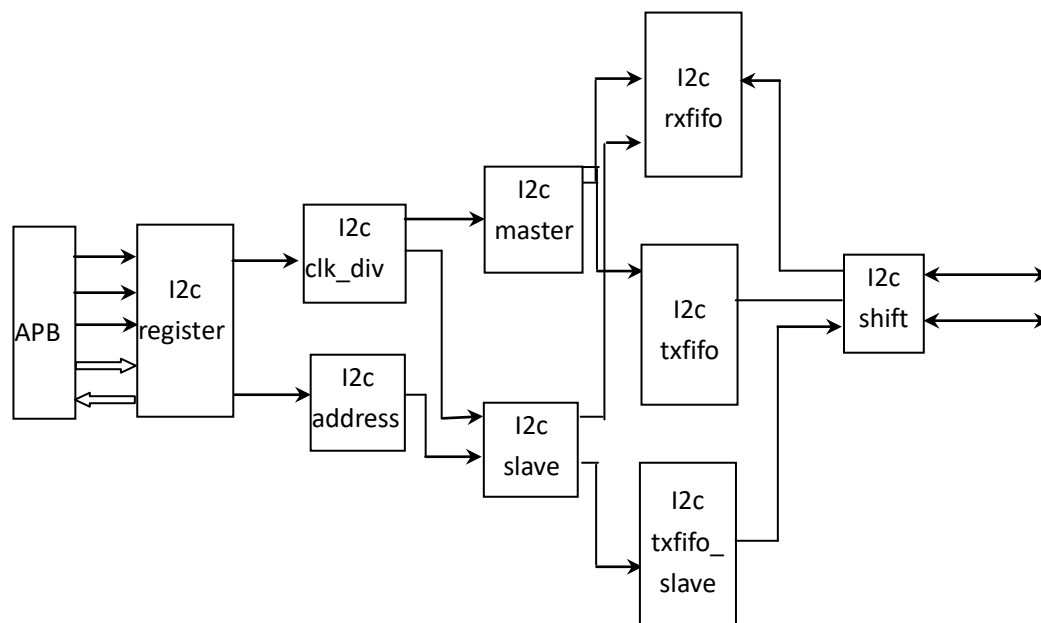 APB
I2c
register
I2c
clk_div
I2c
address
I2c
master
I2c
slave
I2c
rxfifo
I2c
txfifo
I2c
txfifo_
slave
I2c
shift